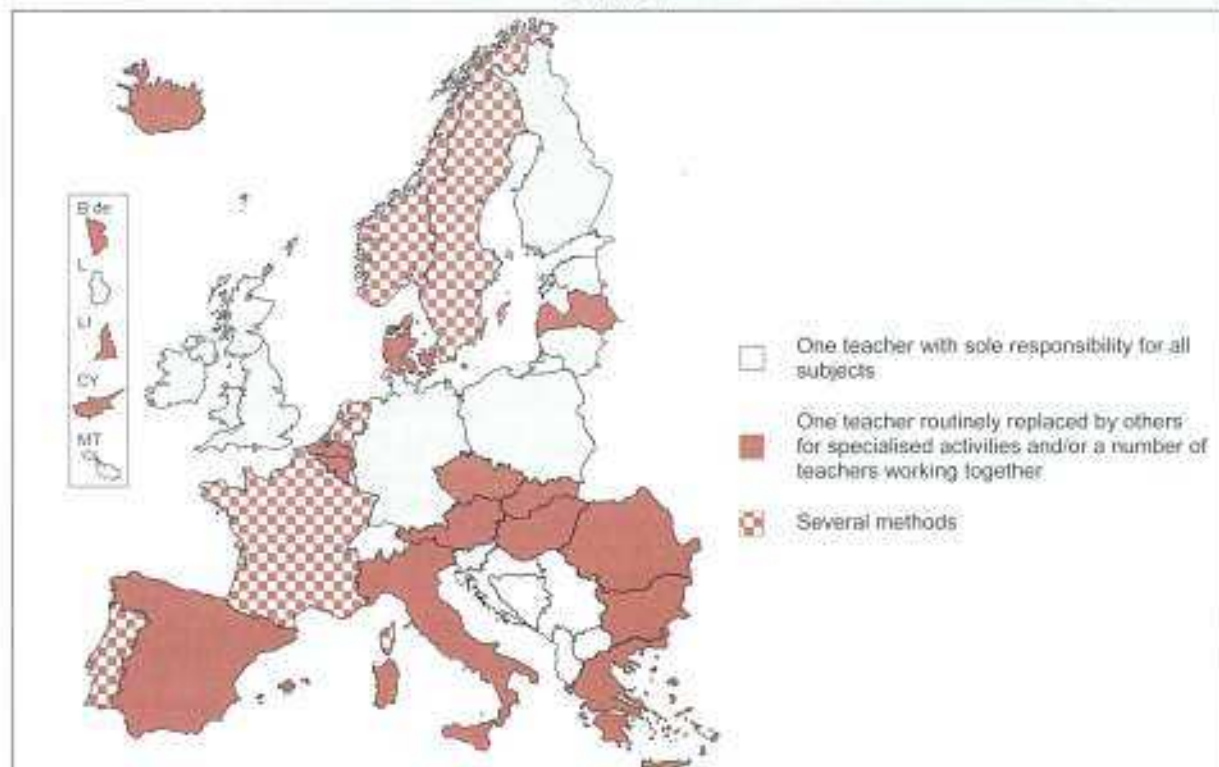 B de
L
LI
CY
MT
One teacher with sole responsibility for all
subjects
One teacher routinely replaced by others
for specialised activities and/or a number of
teachers working together
Several methods